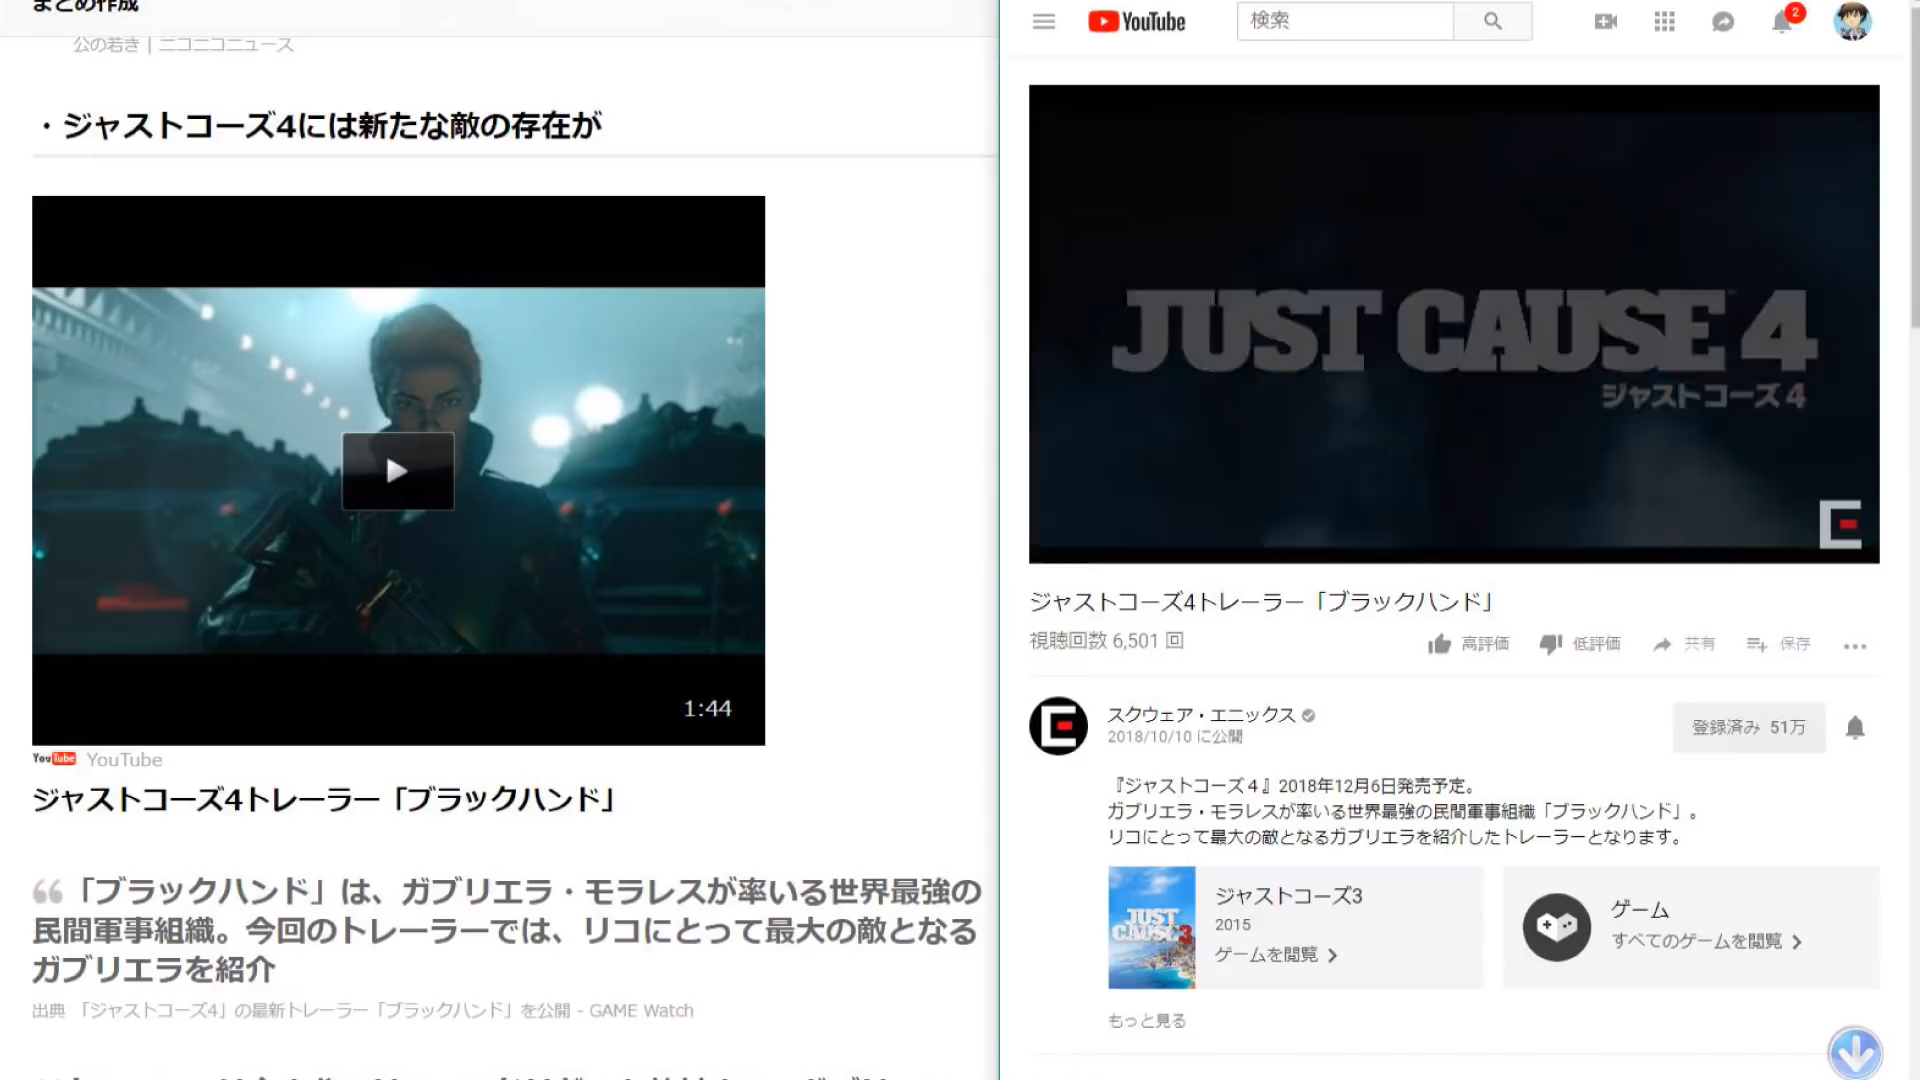 まとめ作成
公の若き | ニコニコニュース
・ジャストコーズ4には新たな敵の存在が
1:44
YouTube YouTube
ジャストコーズ4トレーラー「ブラックハンド」
「ブラックハンド」は、ガブリエラ・モラレスが率いる世界最強の
民間軍事組織。今回のトレーラーでは、リコにとって最大の敵となる
ガブリエラを紹介
出典 「ジャストコーズ4」の最新トレーラー「ブラックハンド」を公開 - GAME Watch
YouTube
検索
2
JUST CAUSE 4
ジャストコーズ4
ジャストコーズ4トレーラー「ブラックハンド」
視聴回数 6,501 回
高評価 低評価 共有 保存
スクウェア・エニックス
2018/10/10 に公開
登録済み 51万
『ジャストコーズ４』2018年12月6日発売予定。
ガブリエラ・モラレスが率いる世界最強の民間軍事組織「ブラックハンド」。
リコにとって最大の敵となるガブリエラを紹介したトレーラーとなります。
JUST CAUSE 3
ジャストコーズ3
2015
ゲームを閲覧
ゲーム
すべてのゲームを閲覧
もっと見る